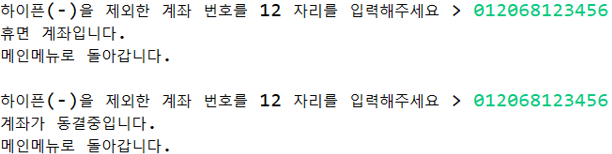 하이픈(-)을 제외한 계좌 번호를 12 자리를 입력해주세요 > 012068123456
휴면 계좌입니다.
메인메뉴로 돌아갑니다.
하이픈(-)을 제외한 계좌 번호를 12 자리를 입력해주세요 > 012068123456
계좌가 동결중입니다.
메인메뉴로 돌아갑니다.